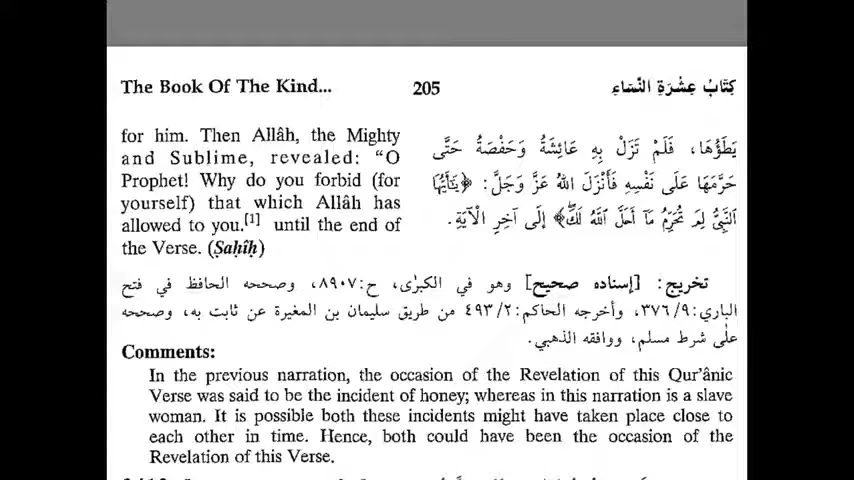 The Book Of The Kind... 205 كِتَابُ عِشْرَةِ النِّسَاءِ
for him. Then Allâh, the Mighty
and Sublime, revealed: “O
Prophet! Why do you forbid (for
yourself) that which Allâh has
allowed to you.[1] until the end of
the Verse. (Ṣaḥîḥ)
يَطَؤُهَا، فَلَمْ تَزَلْ بِهِ عَائِشَةُ وَحَفْصَةُ حَتَّى
حَرَّمَهَا عَلَى نَفْسِهِ فَأَنْزَلَ اللهُ عَزَّ وَجَلَّ: ﴿يَٰٓأَيُّهَا
ٱلنَّبِىُّ لِمَ تُحَرِّمُ مَآ أَحَلَّ ٱللَّهُ لَكَ﴾ إِلَى آخِرِ الْآيَةِ.
تخريج: [إسناده صحيح] وهو في الكبرٰى، ح:٨٩٠٧، وصححه الحافظ في فتح
الباري:٣٧٦/٩، وأخرجه الحاكم:٤٩٣/٢ من طريق سليمان بن المغيرة عن ثابت به، وصححه
علٰى شرط مسلم، ووافقه الذهبي.
Comments:
In the previous narration, the occasion of the Revelation of this Qur’ânic
Verse was said to be the incident of honey; whereas in this narration is a slave
woman. It is possible both these incidents might have taken place close to
each other in time. Hence, both could have been the occasion of the
Revelation of this Verse.